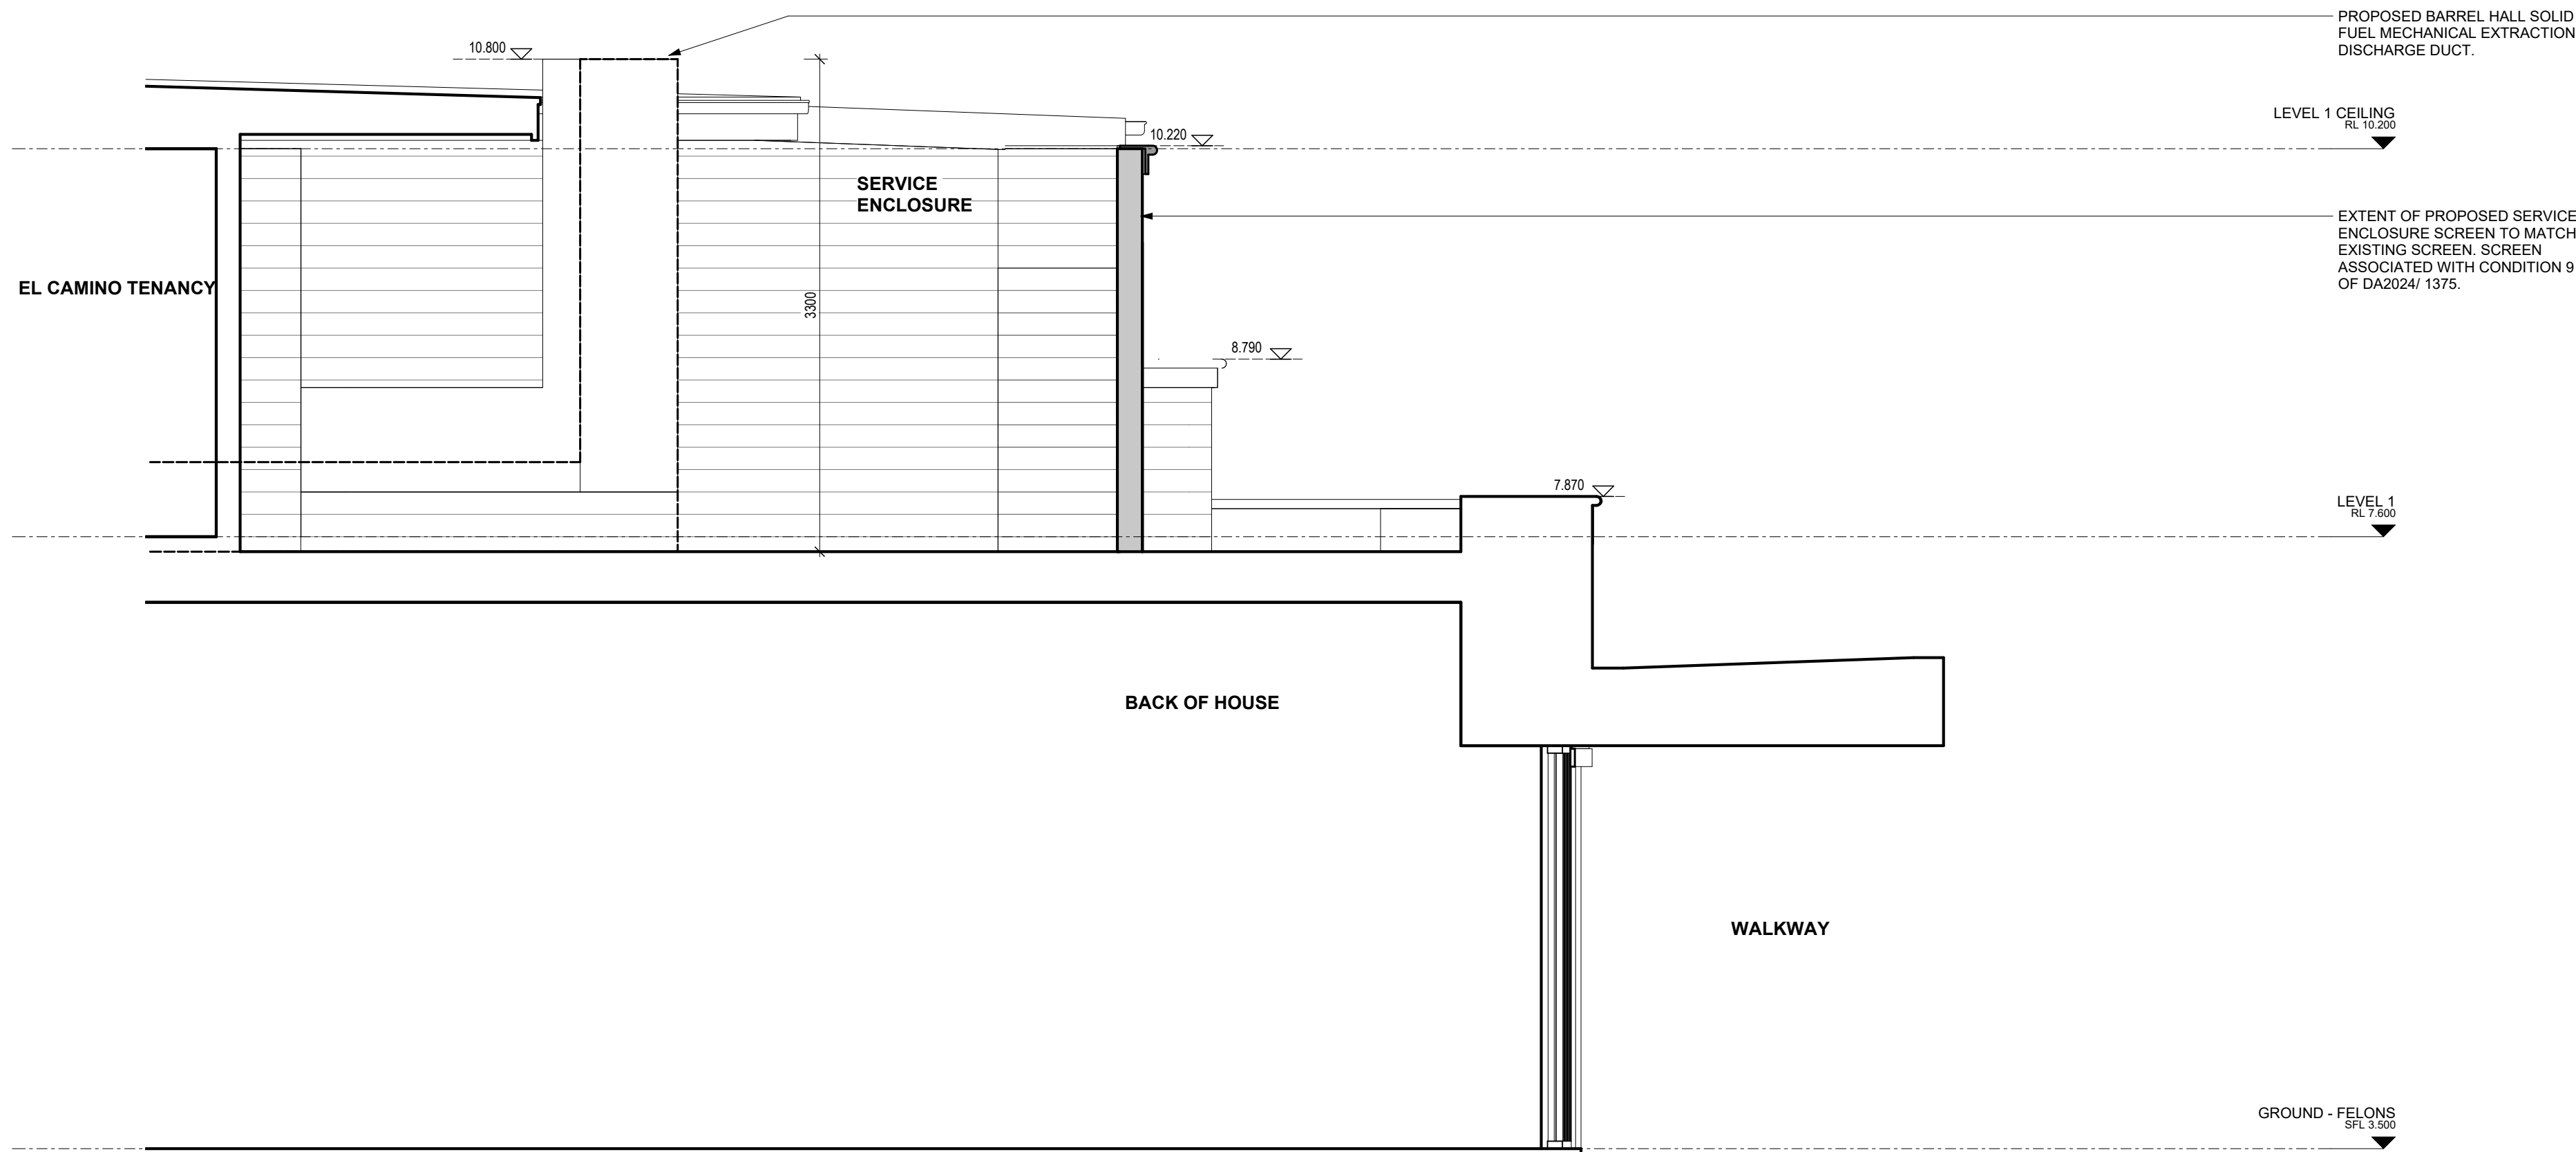 PROPOSED BARREL HALL SOLID
FUEL MECHANICAL EXTRACTION
DISCHARGE DUCT.
10.800
LEVEL 1 CEILING
RL 10.200
10.220
SERVICE
ENCLOSURE
EXTENT OF PROPOSED SERVICE
ENCLOSURE SCREEN TO MATCH
EXISTING SCREEN. SCREEN
ASSOCIATED WITH CONDITION 9
OF DA2024/ 1375.
EL CAMINO TENANCY
3300
8.790
7.870
LEVEL 1
RL 7.600
BACK OF HOUSE
WALKWAY
GROUND - FELONS
SFL 3.500